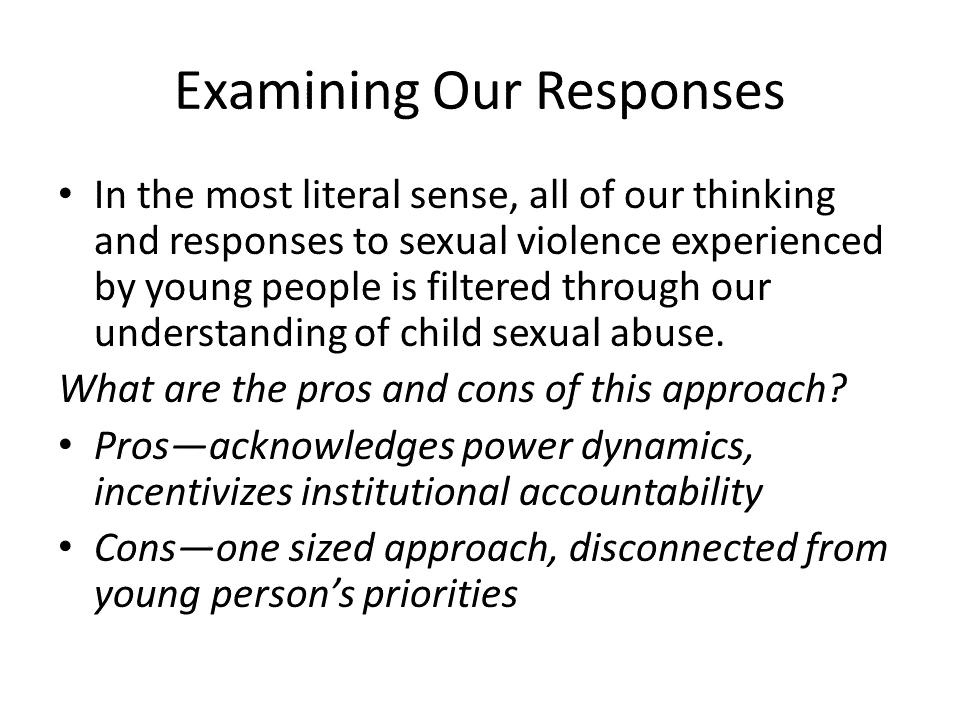 Examining Our Responses
• In the most literal sense, all of our thinking
and responses to sexual violence experienced
by young people is filtered through our
understanding of child sexual abuse.
What are the pros and cons of this approach?
• Pros—acknowledges power dynamics,
incentivizes institutional accountability
• Cons—one sized approach, disconnected from
young person’s priorities